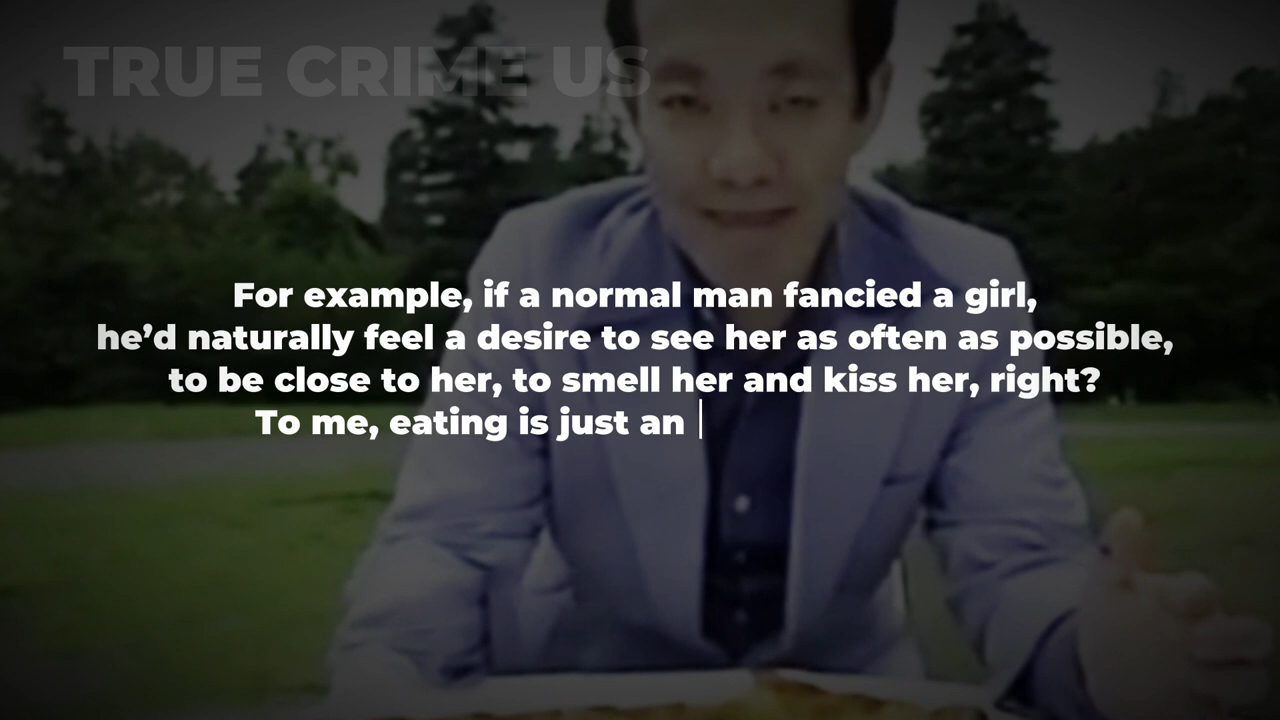 TRUE CRIME US
For example, if a normal man fancied a girl,
he’d naturally feel a desire to see her as often as possible,
to be close to her, to smell her and kiss her, right?
To me, eating is just an